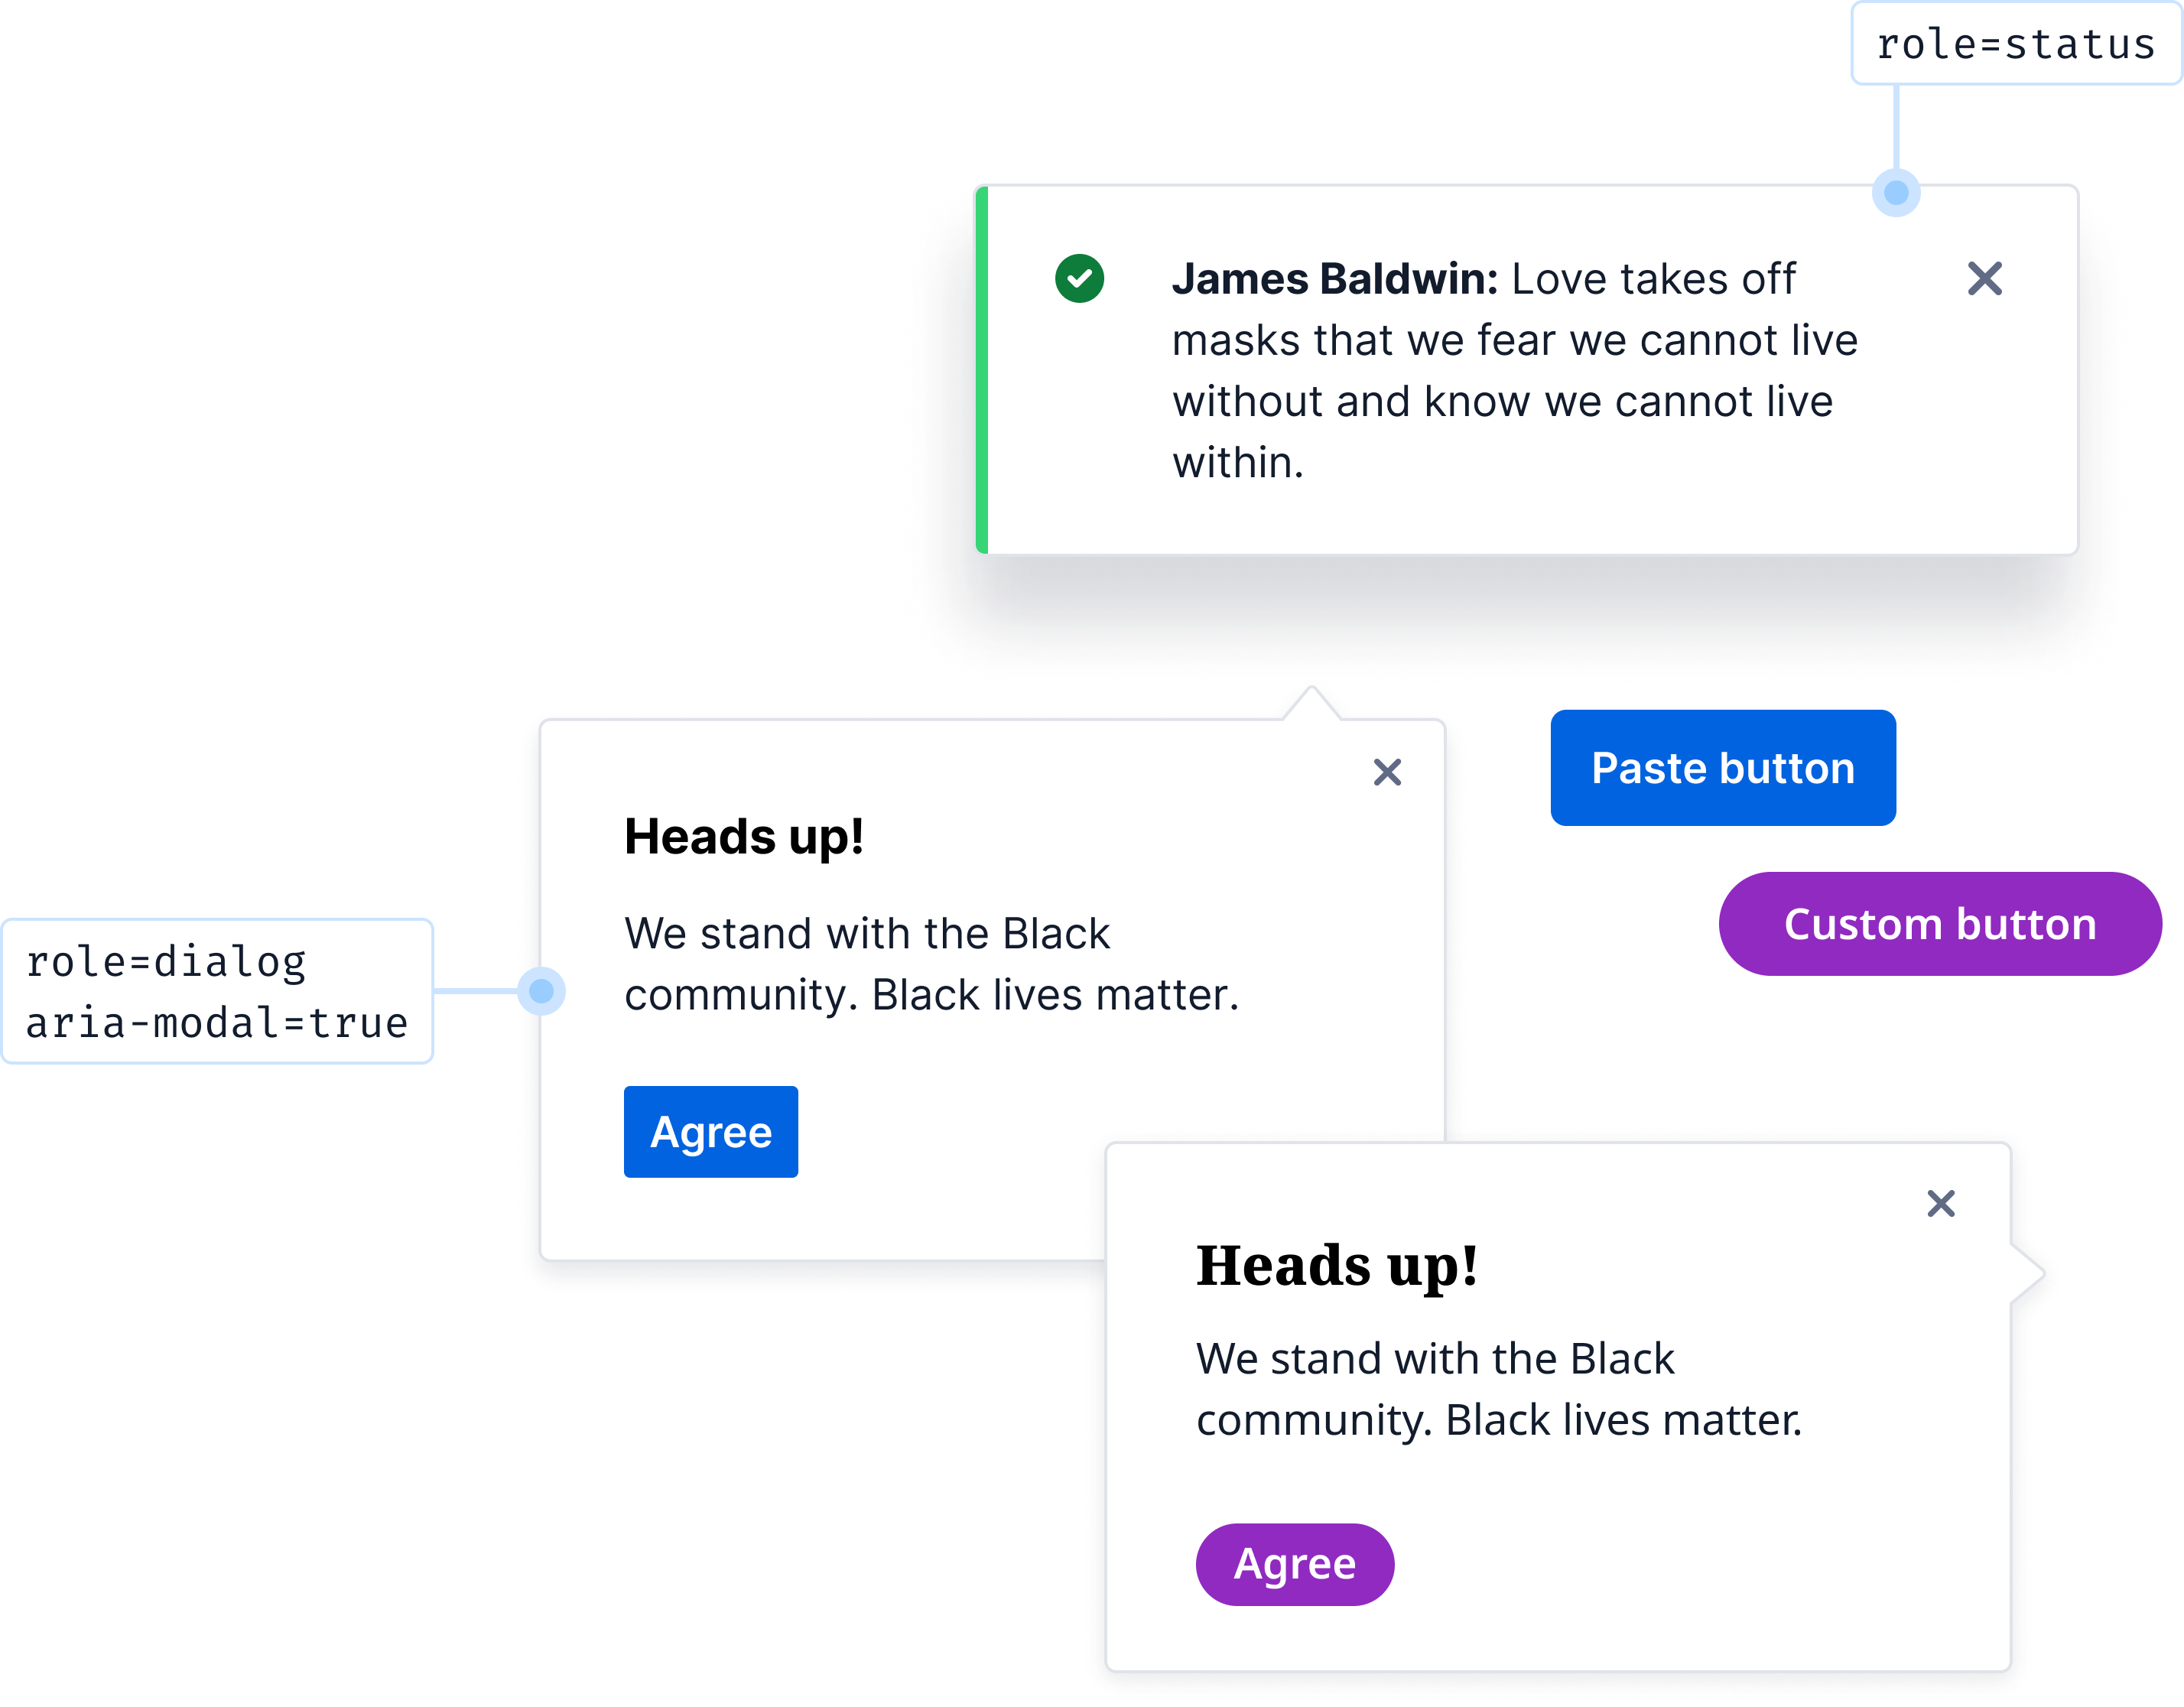 role=status
James Baldwin: Love takes off
masks that we fear we cannot live
without and know we cannot live
within.
Paste button
Custom button
Heads up!
We stand with the Black
community. Black lives matter.
Agree
role=dialog
aria-modal=true
Heads up!
We stand with the Black
community. Black lives matter.
Agree